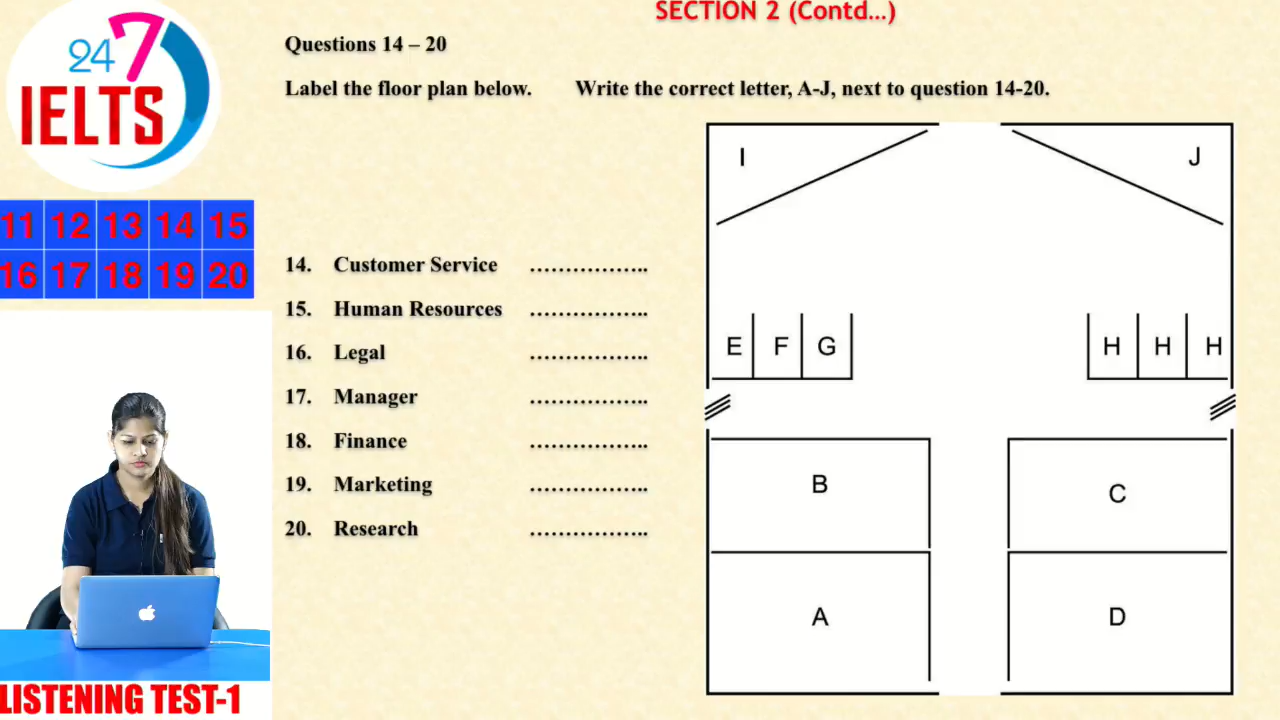 SECTION 2 (Contd...)
24 7
IELTS
Questions 14 – 20
Label the floor plan below. Write the correct letter, A-J, next to question 14-20.
11 12 13 14 15
16 17 18 19 20
14. Customer Service ………………..
15. Human Resources ………………..
16. Legal ………………..
17. Manager ………………..
18. Finance ………………..
19. Marketing ………………..
20. Research ………………..
I J
E F G H H H
B C
A D
LISTENING TEST-1